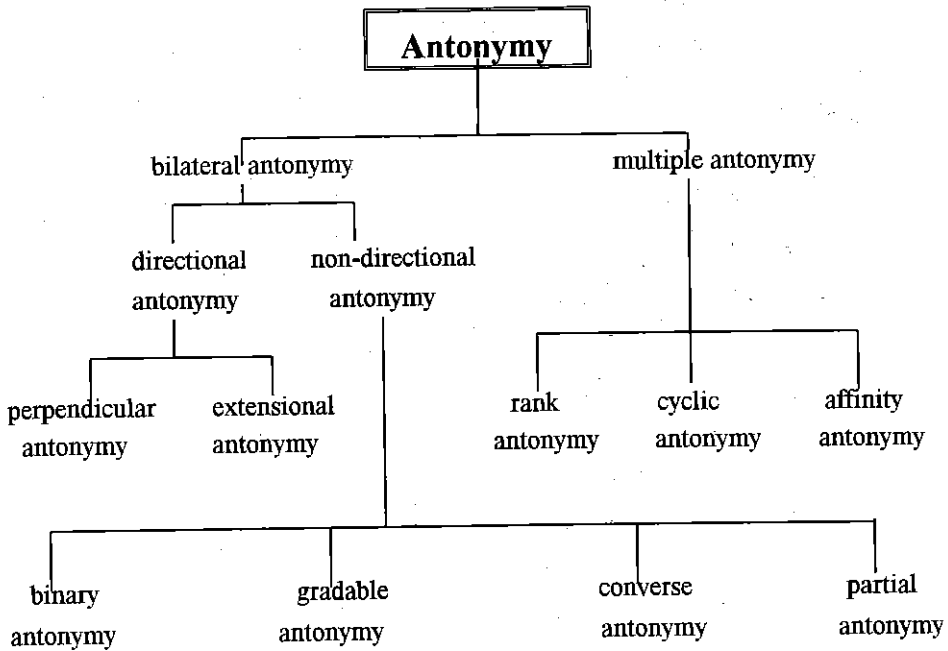 Antonymy
bilateral antonymy
multiple antonymy
directional
antonymy
non-directional
antonymy
perpendicular
antonymy
extensional
antonymy
rank
antonymy
cyclic
antonymy
affinity
antonymy
binary
antonymy
gradable
antonymy
converse
antonymy
partial
antonymy